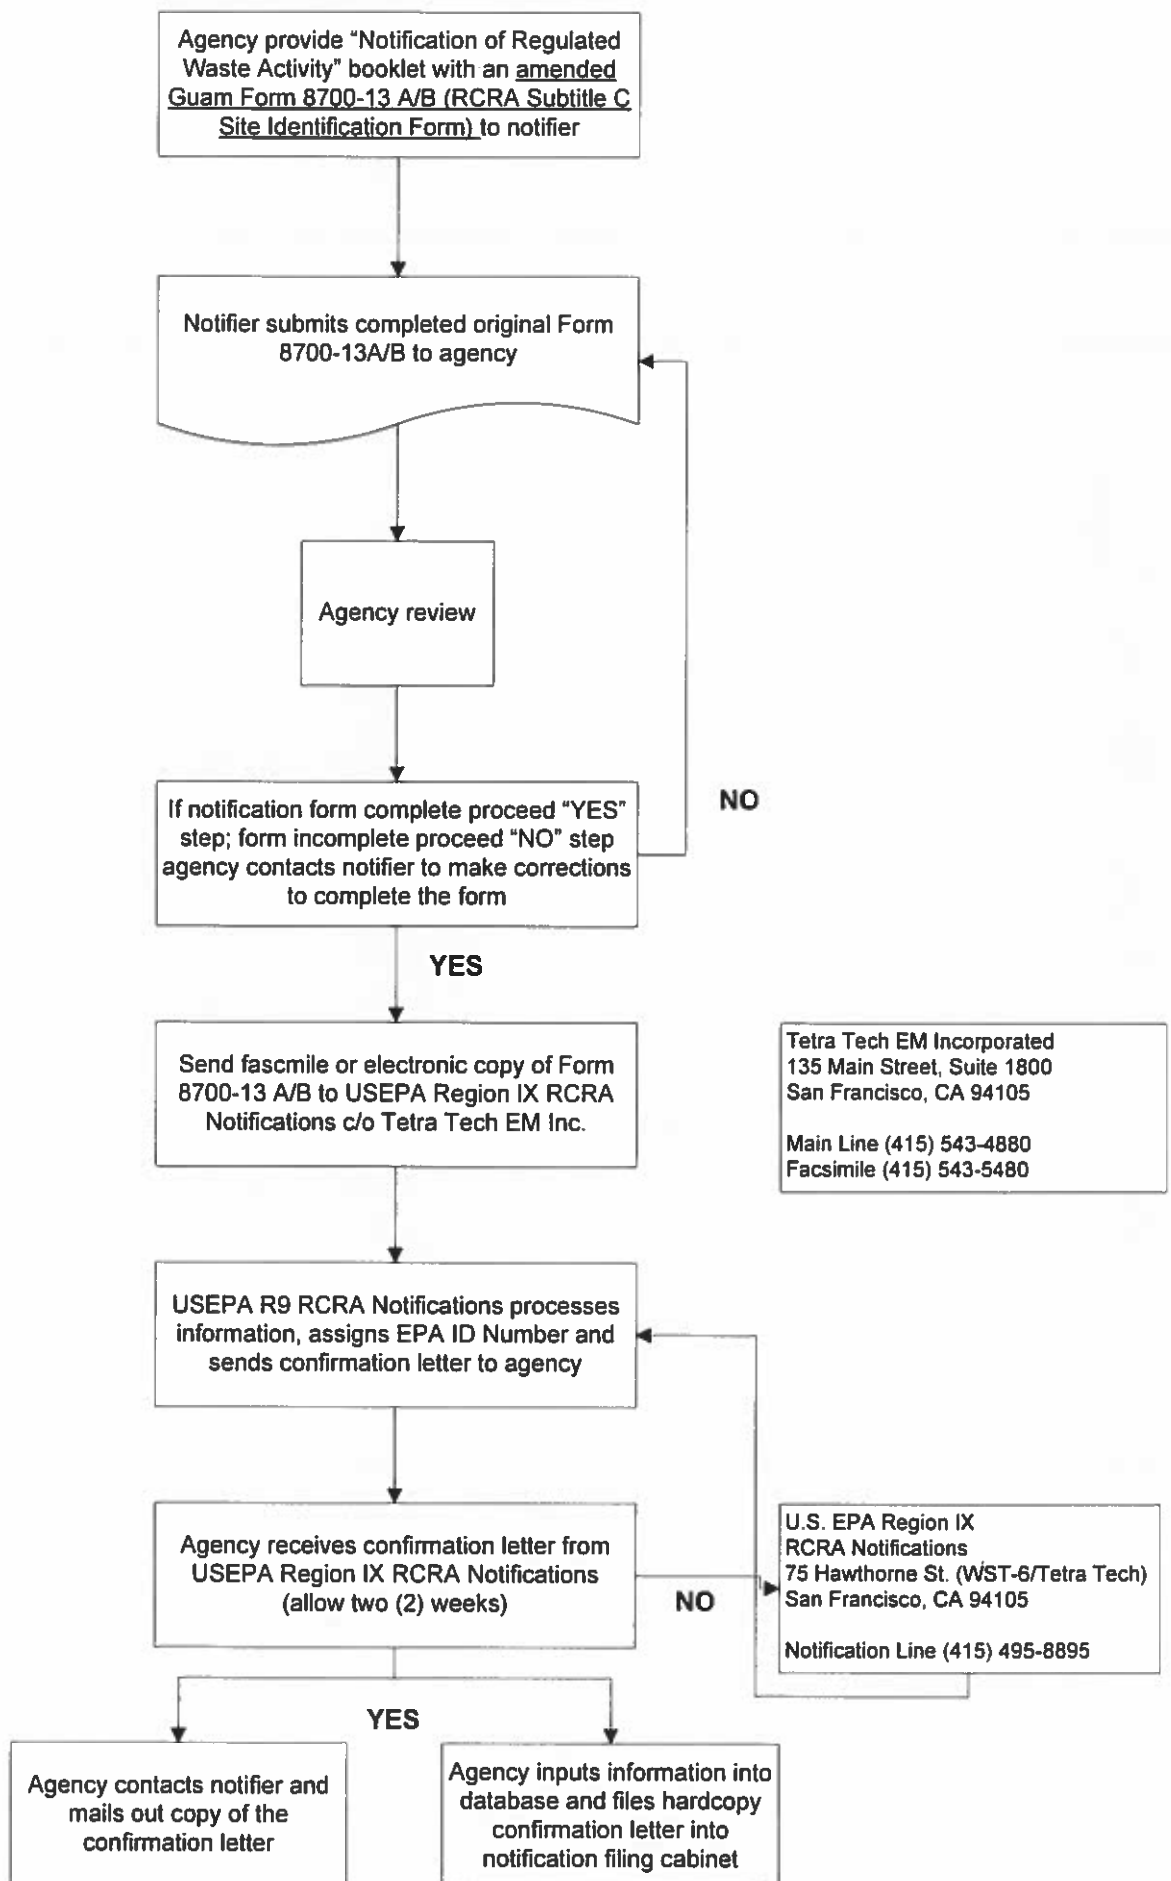 Agency provide “Notification of Regulated
Waste Activity” booklet with an amended
Guam Form 8700-13 A/B (RCRA Subtitle C
Site Identification Form) to notifier
Notifier submits completed original Form
8700-13A/B to agency
Agency review
If notification form complete proceed “YES”
step; form incomplete proceed “NO” step
agency contacts notifier to make corrections
to complete the form
NO
YES
Send fascmile or electronic copy of Form
8700-13 A/B to USEPA Region IX RCRA
Notifications c/o Tetra Tech EM Inc.
Tetra Tech EM Incorporated
135 Main Street, Suite 1800
San Francisco, CA 94105
Main Line (415) 543-4880
Facsimile (415) 543-5480
USEPA R9 RCRA Notifications processes
information, assigns EPA ID Number and
sends confirmation letter to agency
Agency receives confirmation letter from
USEPA Region IX RCRA Notifications
(allow two (2) weeks)
NO
U.S. EPA Region IX
RCRA Notifications
75 Hawthorne St. (WST-6/Tetra Tech)
San Francisco, CA 94105
Notification Line (415) 495-8895
YES
Agency contacts notifier and
mails out copy of the
confirmation letter
Agency inputs information into
database and files hardcopy
confirmation letter into
notification filing cabinet